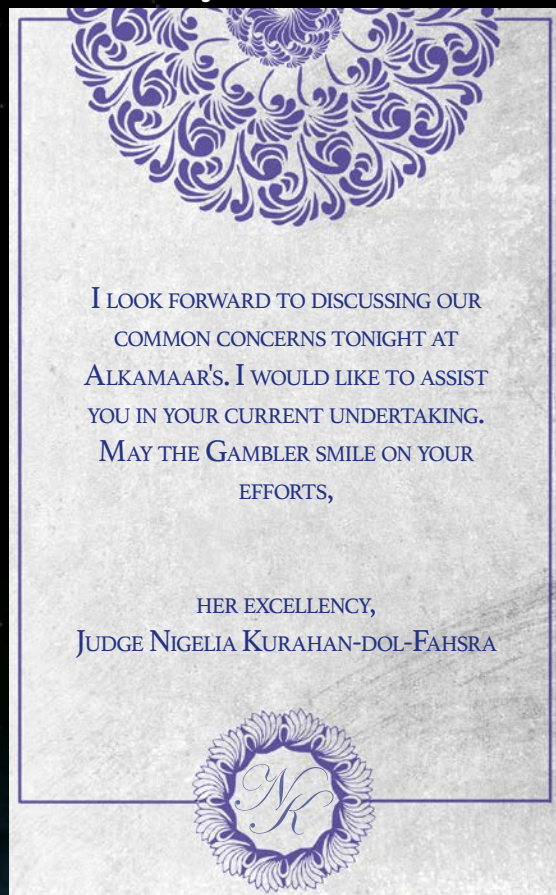 I LOOK FORWARD TO DISCUSSING OUR
COMMON CONCERNS TONIGHT AT
ALKAMAAR'S. I WOULD LIKE TO ASSIST
YOU IN YOUR CURRENT UNDERTAKING.
MAY THE GAMBLER SMILE ON YOUR
EFFORTS,
HER EXCELLENCY,
JUDGE NIGELIA KURAHAN-DOL-FAHSRA
NK